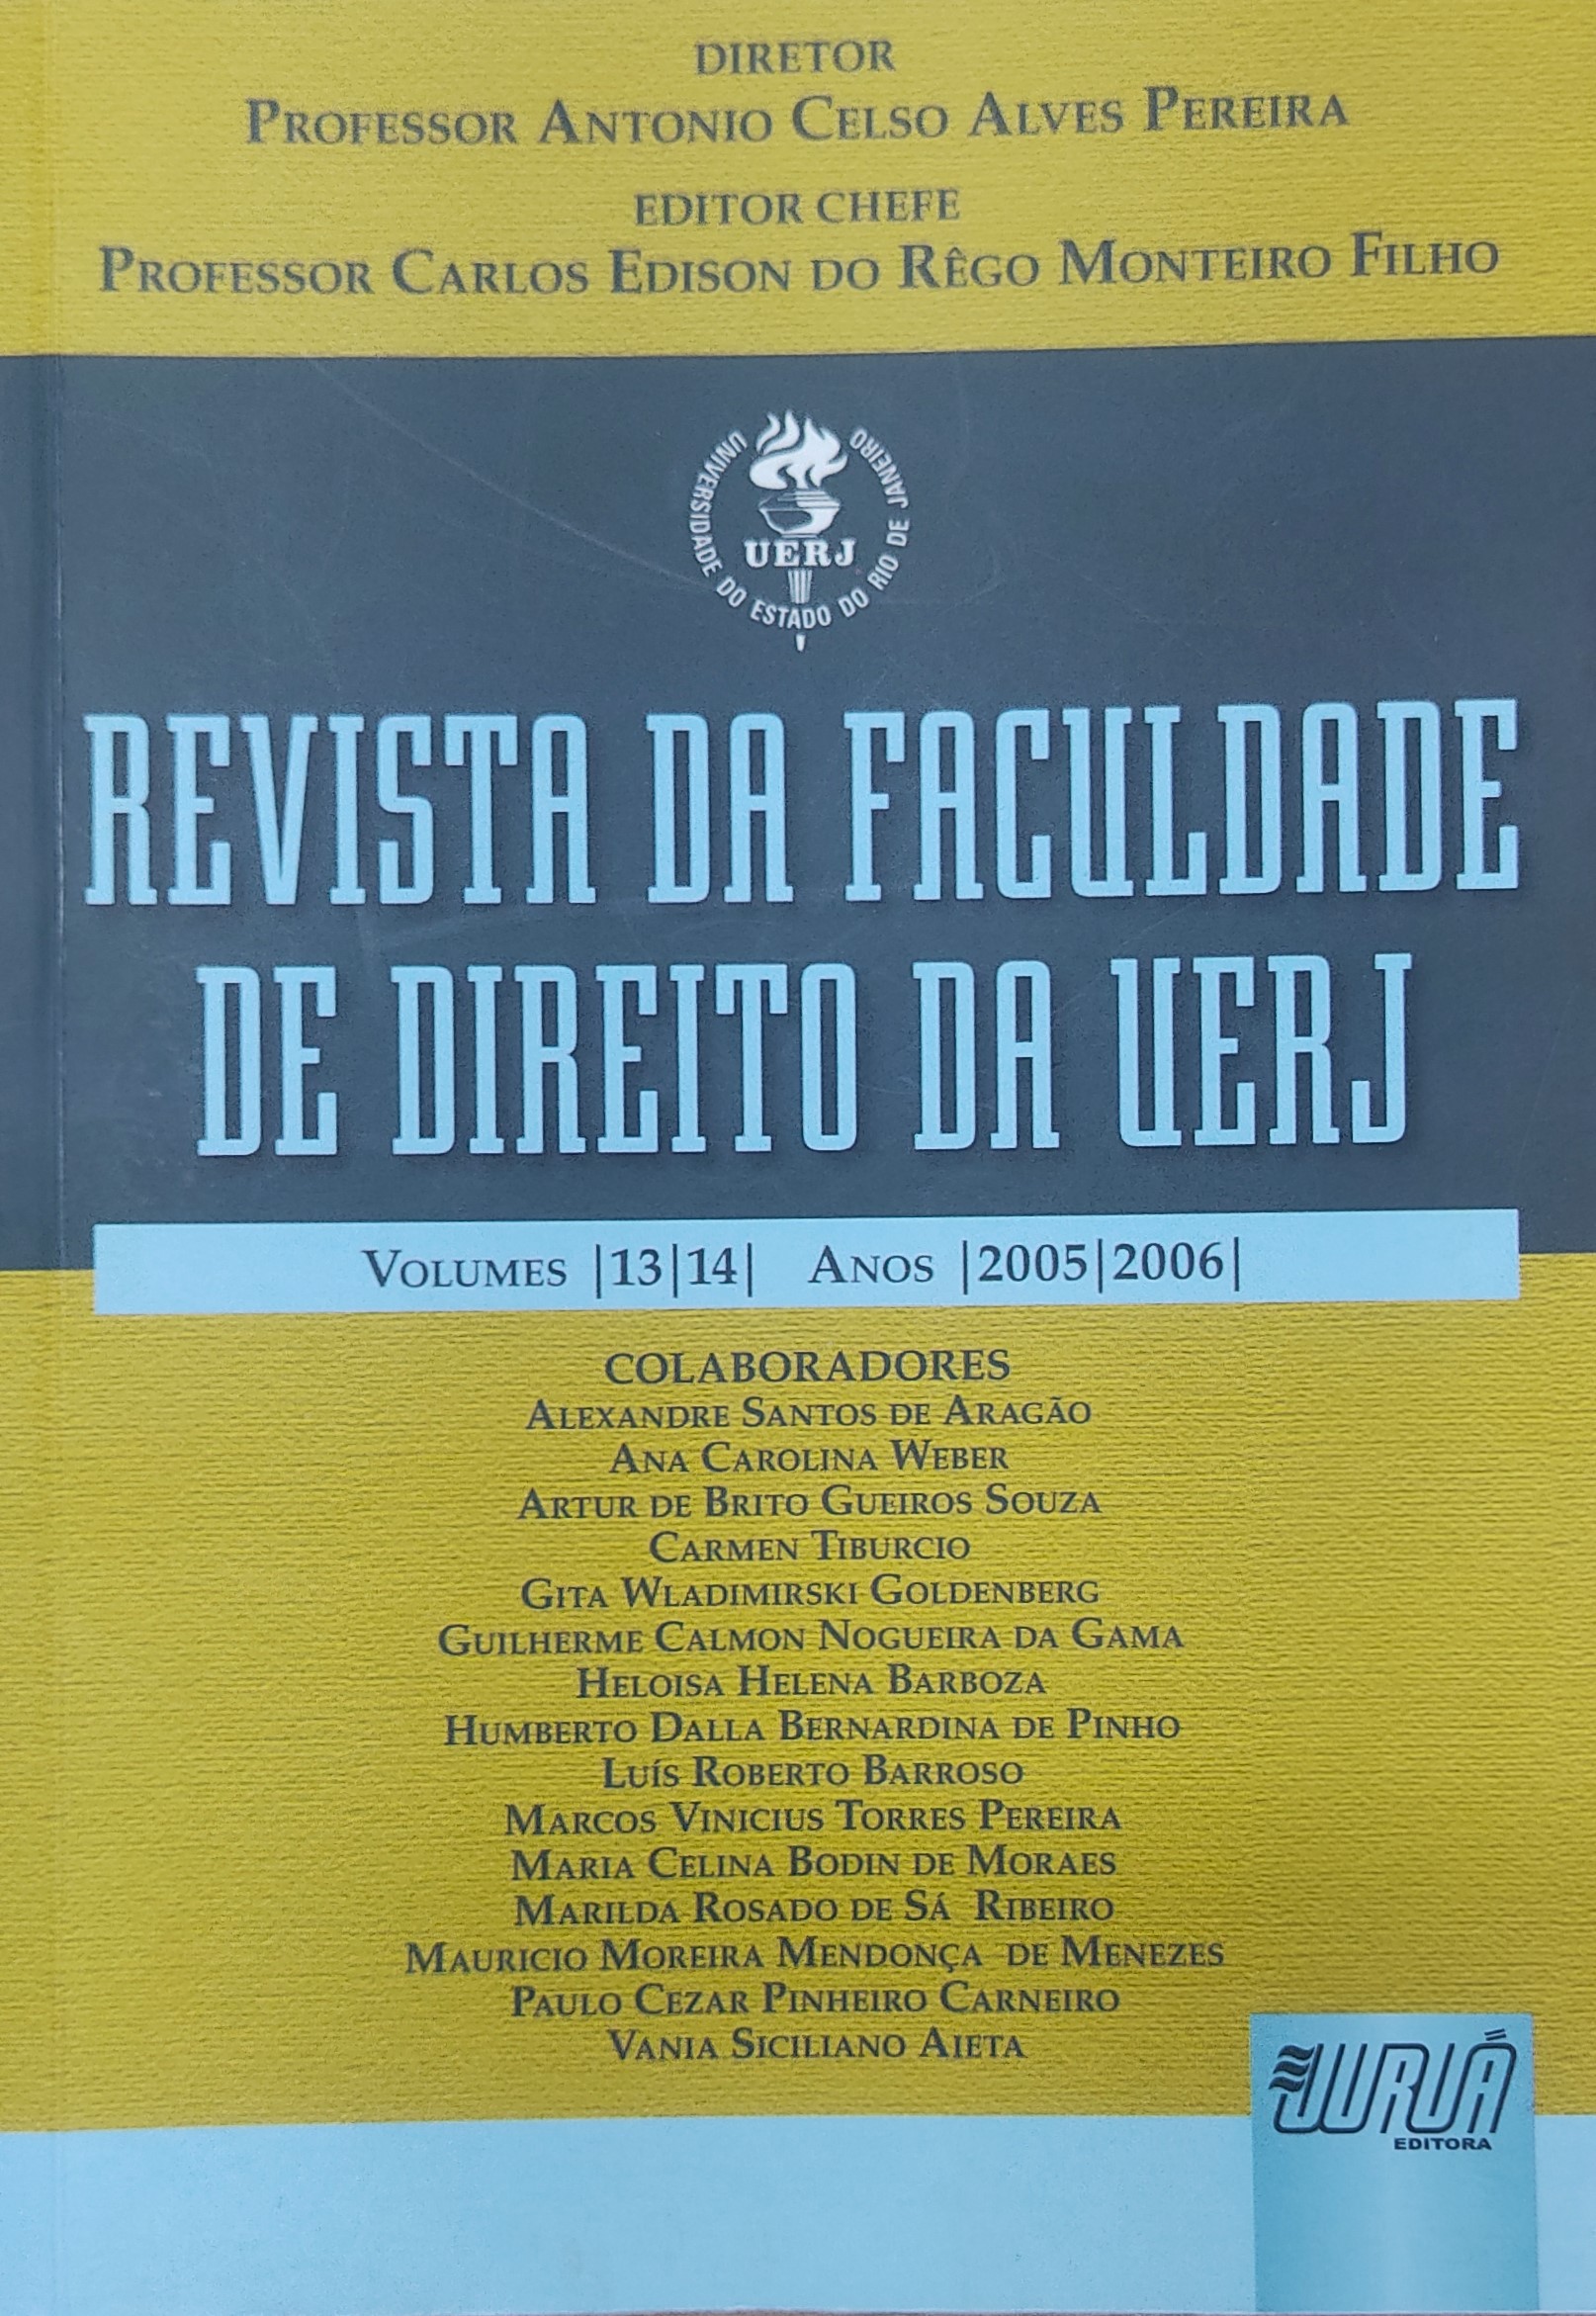 DIRETOR
PROFESSOR ANTONIO CELSO ALVES PEREIRA
EDITOR CHEFE
PROFESSOR CARLOS EDISON DO RÊGO MONTEIRO FILHO
UNIVERSIDADE DO ESTADO DO RIO DE JANEIRO
UERJ
REVISTA DA FACULDADE
DE DIREITO DA UERJ
VOLUMES |13|14| ANOS |2005|2006|
COLABORADORES
ALEXANDRE SANTOS DE ARAGÃO
ANA CAROLINA WEBER
ARTUR DE BRITO GUEIROS SOUZA
CARMEN TIBURCIO
GITA WLADIMIRSKI GOLDENBERG
GUILHERME CALMON NOGUEIRA DA GAMA
HELOISA HELENA BARBOZA
HUMBERTO DALLA BERNARDINA DE PINHO
LUÍS ROBERTO BARROSO
MARCOS VINICIUS TORRES PEREIRA
MARIA CELINA BODIN DE MORAES
MARILDA ROSADO DE SÁ RIBEIRO
MAURICIO MOREIRA MENDONÇA DE MENEZES
PAULO CEZAR PINHEIRO CARNEIRO
VANIA SICILIANO AIETA
JURUÁ
EDITORA